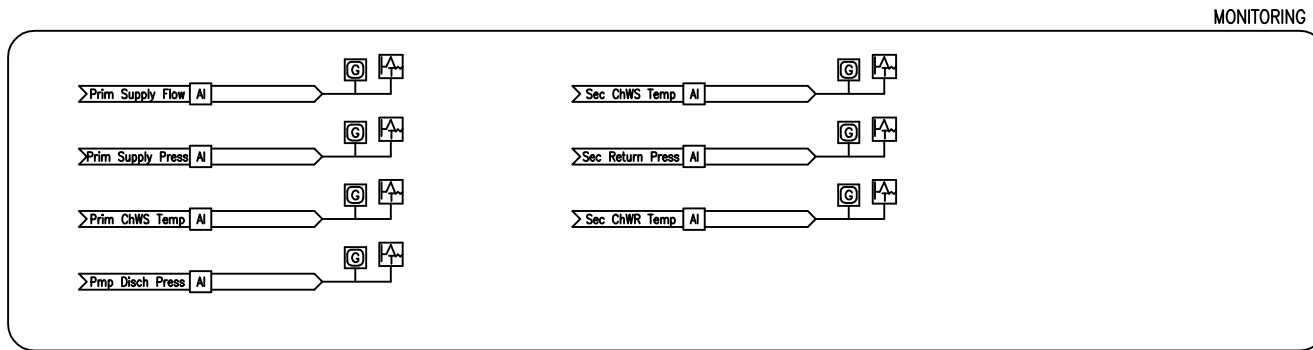 MONITORING
Prim Supply Flow AI G T
Prim Supply Press AI G T
Prim ChWS Temp AI G T
Pmp Disch Press AI G T
Sec ChWS Temp AI G T
Sec Return Press AI G T
Sec ChWR Temp AI G T